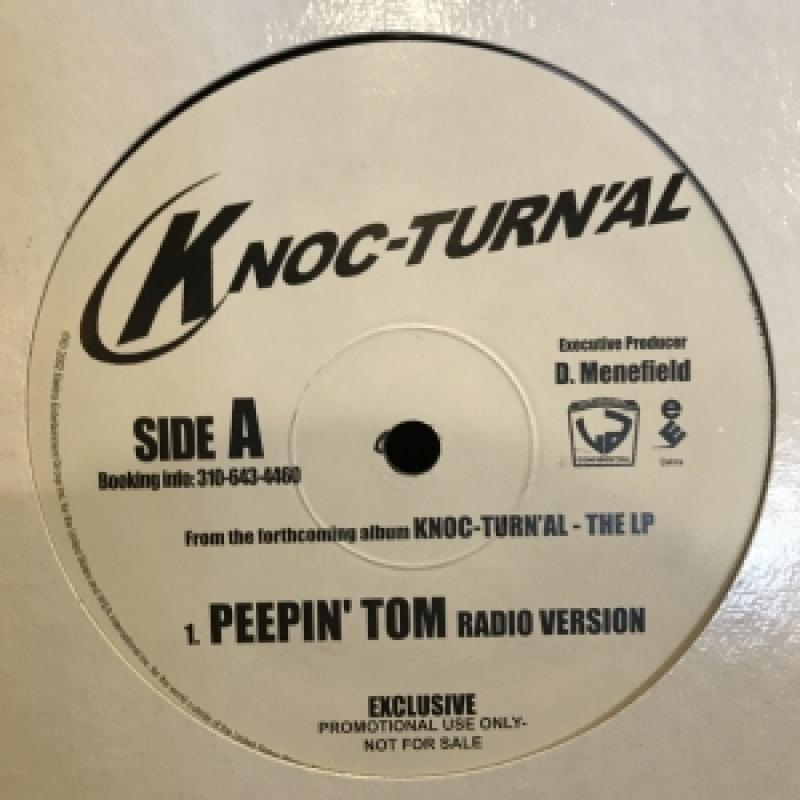 KNOC-TURN'AL
Executive Producer
D. Menefield
SIDE A
Booking info: 310-643-4460
From the forthcoming album KNOC-TURN'AL - THE LP
1. PEEPIN' TOM RADIO VERSION
EXCLUSIVE
PROMOTIONAL USE ONLY-
NOT FOR SALE